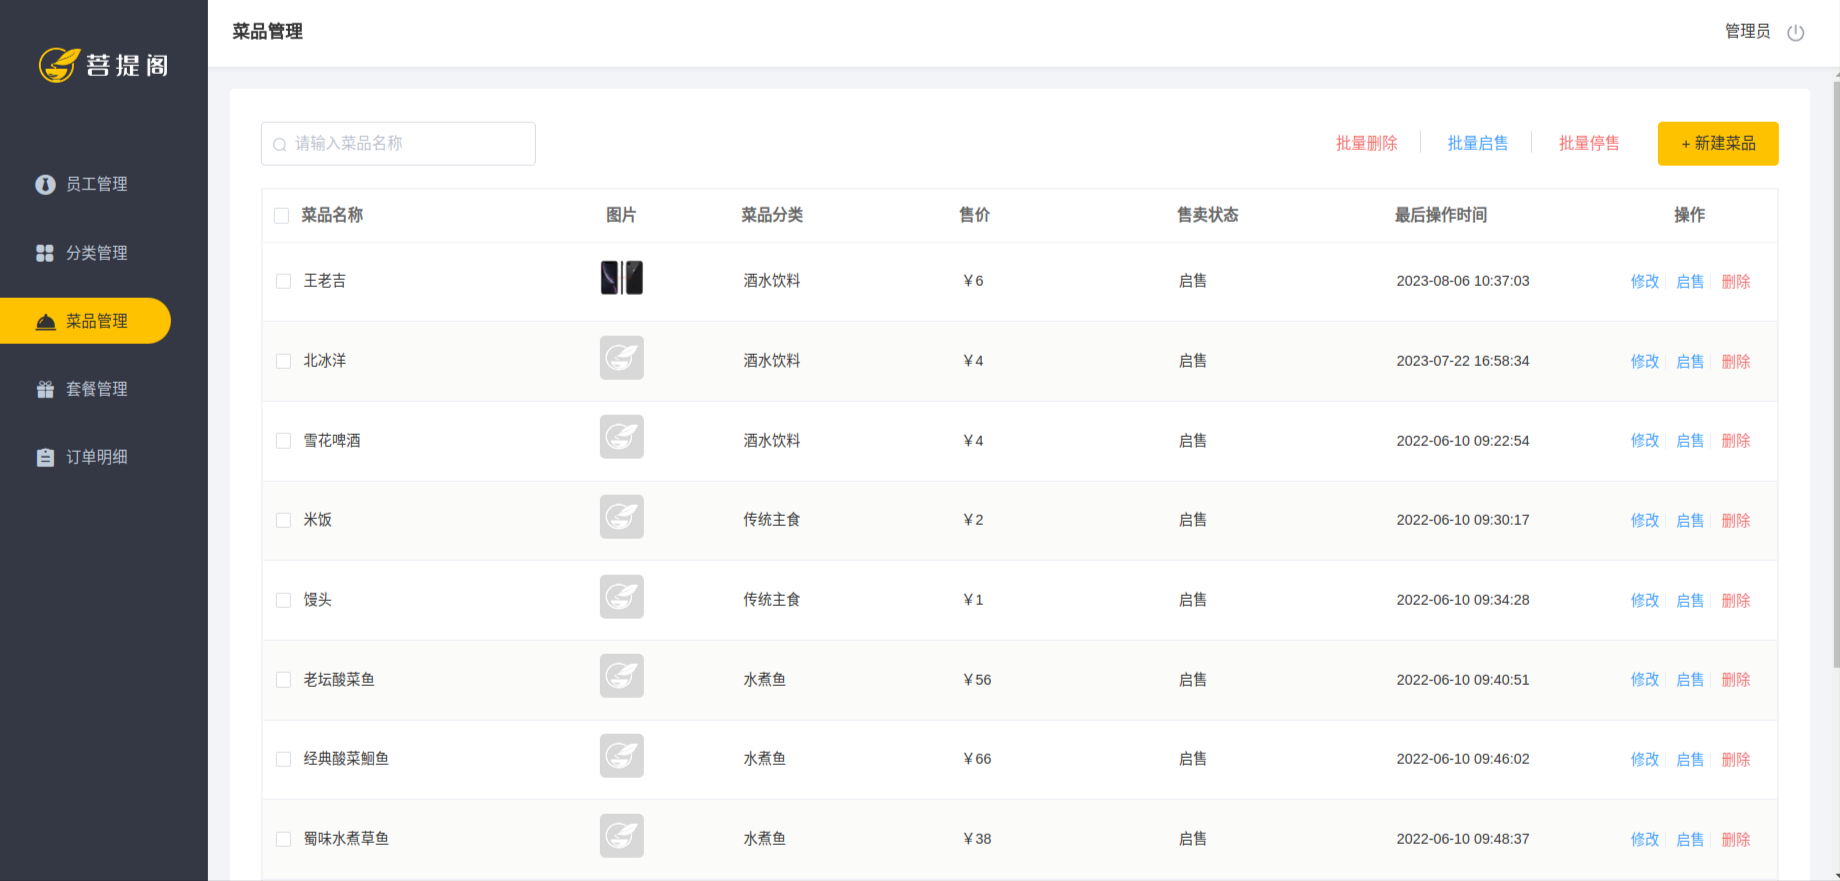 菩提阁
员工管理
分类管理
菜品管理
套餐管理
订单明细
菜品管理
管理员
请输入菜品名称
批量删除 批量启售 批量停售 + 新建菜品
菜品名称 图片 菜品分类 售价 售卖状态 最后操作时间 操作
王老吉 酒水饮料 ¥6 启售 2023-08-06 10:37:03 修改 启售 删除
北冰洋 酒水饮料 ¥4 启售 2023-07-22 16:58:34 修改 启售 删除
雪花啤酒 酒水饮料 ¥4 启售 2022-06-10 09:22:54 修改 启售 删除
米饭 传统主食 ¥2 启售 2022-06-10 09:30:17 修改 启售 删除
馒头 传统主食 ¥1 启售 2022-06-10 09:34:28 修改 启售 删除
老坛酸菜鱼 水煮鱼 ¥56 启售 2022-06-10 09:40:51 修改 启售 删除
经典酸菜鮰鱼 水煮鱼 ¥66 启售 2022-06-10 09:46:02 修改 启售 删除
蜀味水煮草鱼 水煮鱼 ¥38 启售 2022-06-10 09:48:37 修改 启售 删除